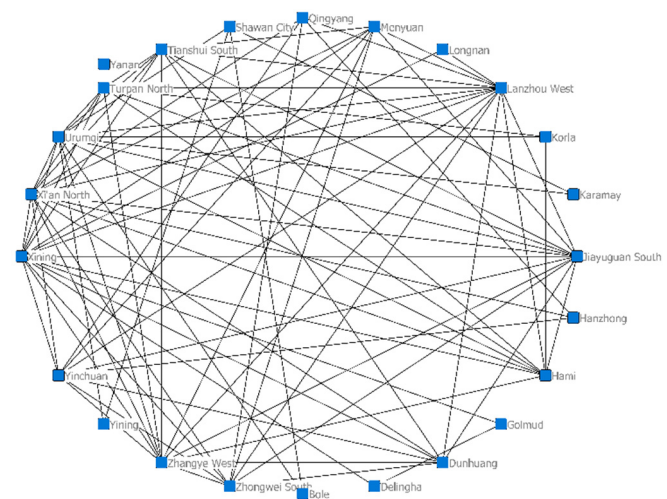 Qingyang
Shawan City
Menyuan
Tianshui South
Longnan
Yanan
Turpan North
Lanzhou West
Urumqi
Korla
Xi'an North
Karamay
Xining
Jiayuguan South
Hanzhong
Yinchuan
Hami
Yining
Golmud
Zhangye West
Dunhuang
Zhongwei South
Delingha
Bole